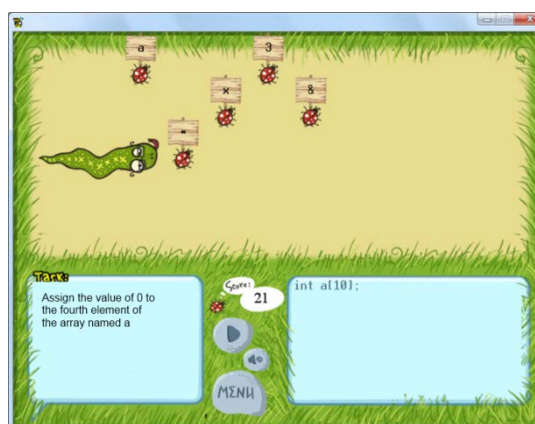 a
3
x
&
Task:
Assign the value of 0 to
the fourth element of
the array named a
Score:
21
int a[10];
MENU